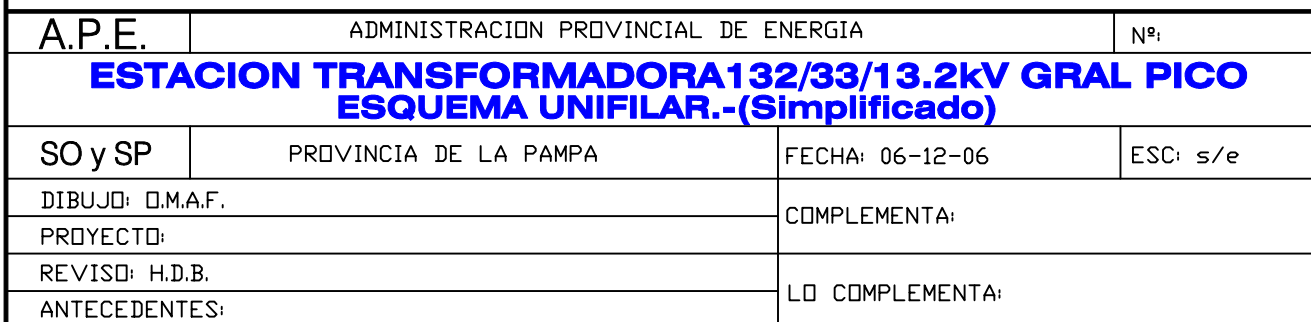 A.P.E. ADMINISTRACION PROVINCIAL DE ENERGIA Nº:
ESTACION TRANSFORMADORA132/33/13.2kV GRAL PICO
ESQUEMA UNIFILAR.-(Simplificado)
SO y SP PROVINCIA DE LA PAMPA FECHA: 06-12-06 ESC: s/e
DIBUJO: O.M.A.F.
COMPLEMENTA:
PROYECTO:
REVISO: H.D.B.
LO COMPLEMENTA:
ANTECEDENTES: